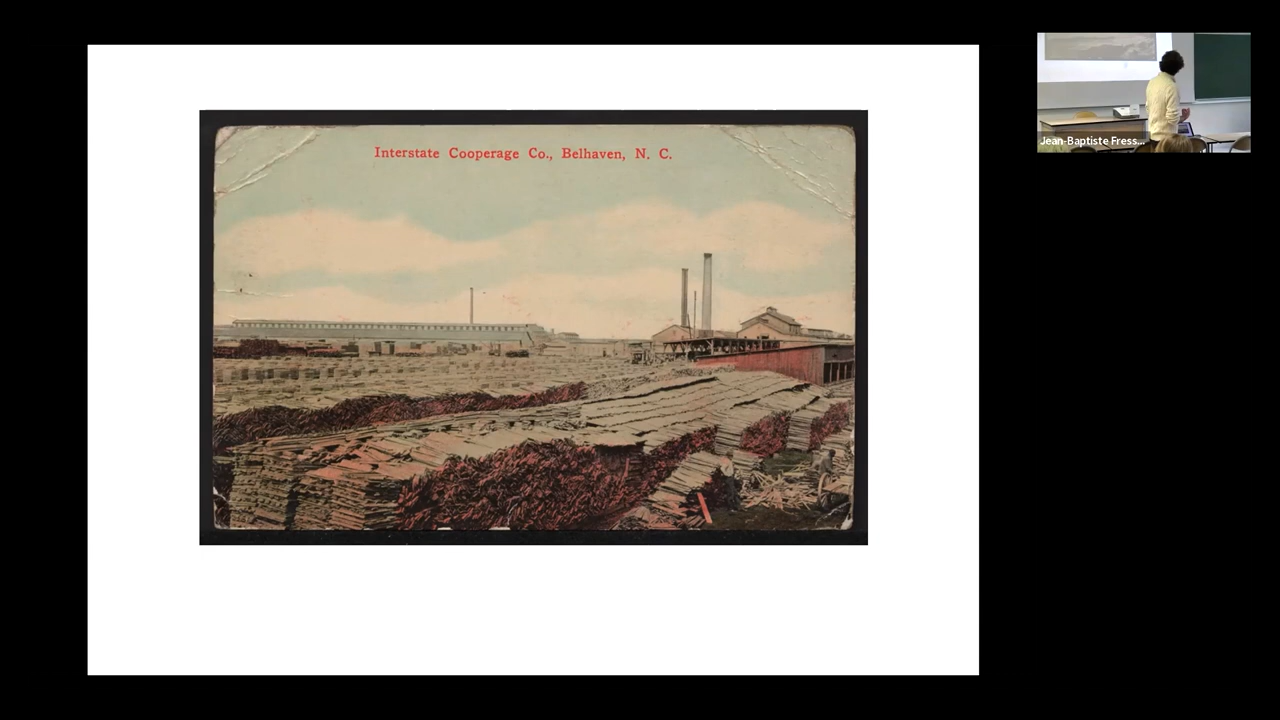 Interstate Cooperage Co., Belhaven, N. C.
Jean-Baptiste Fress...